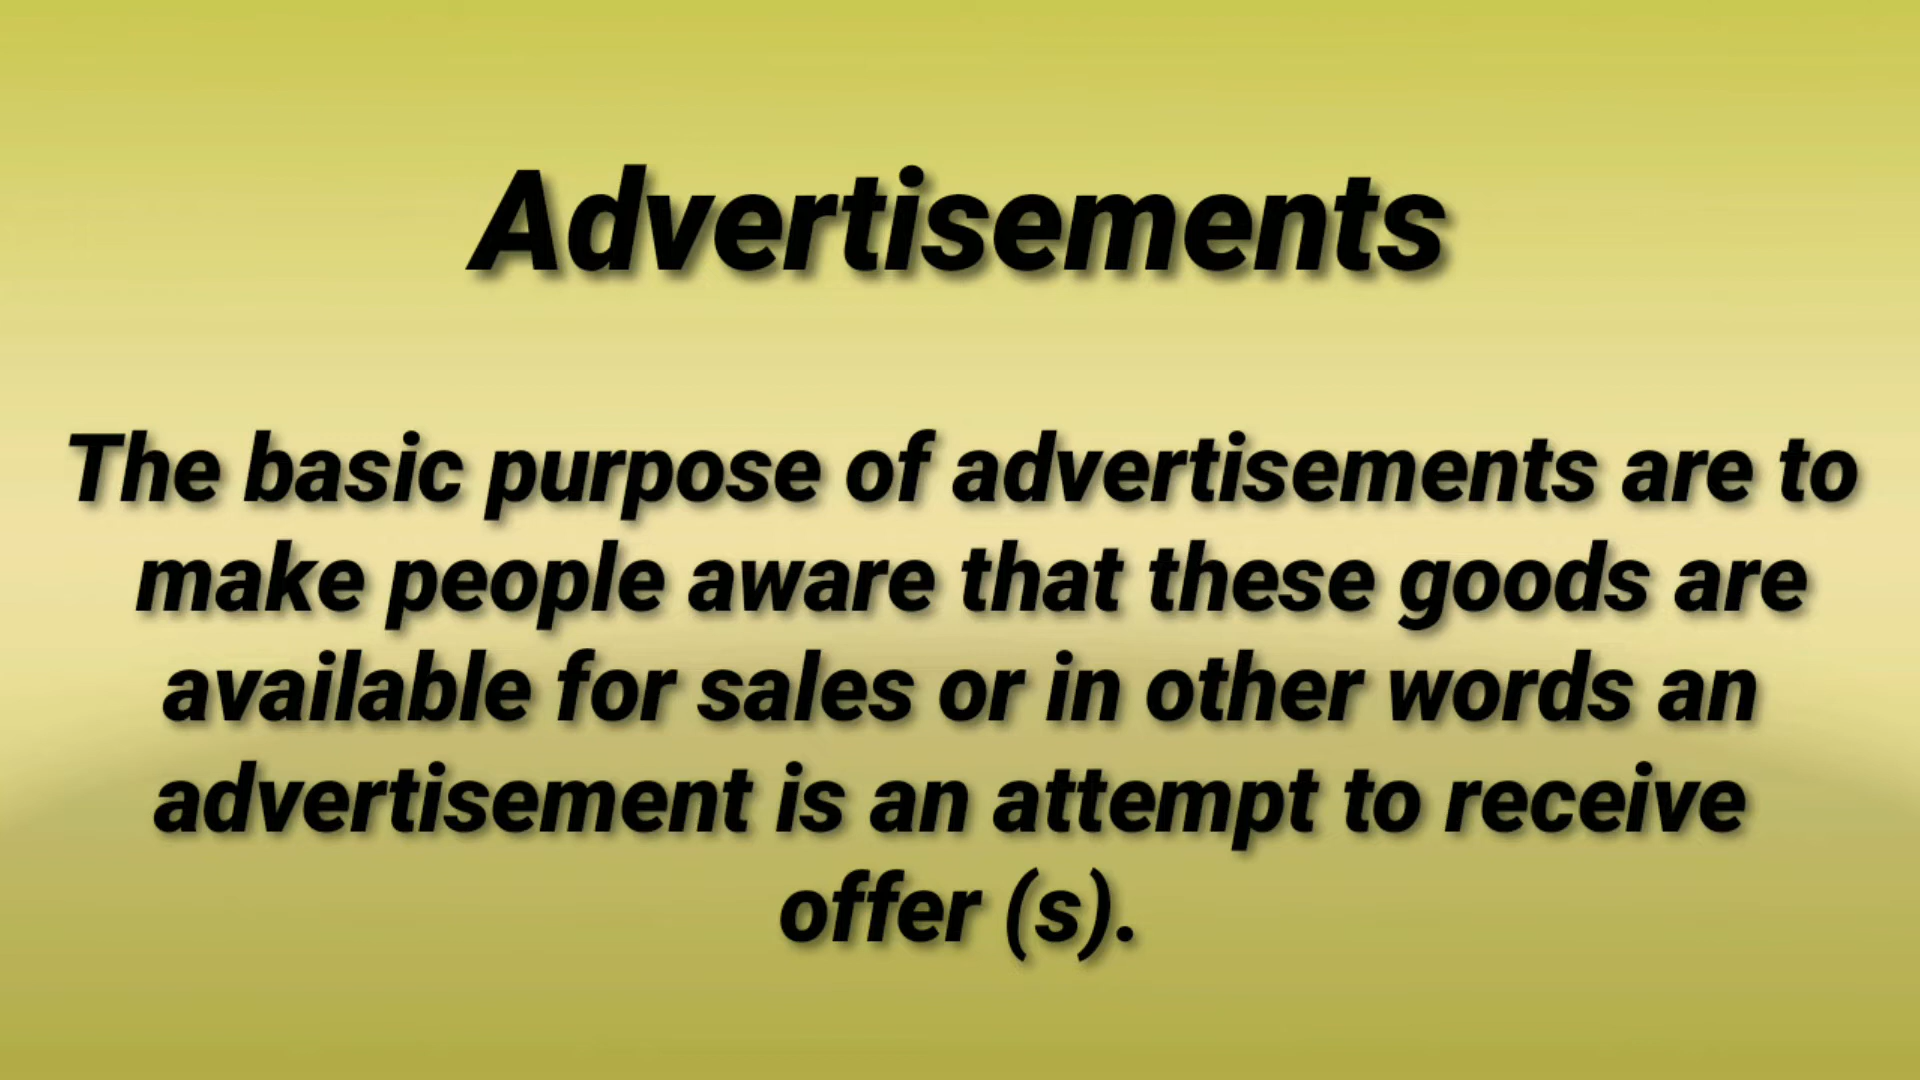 Advertisements
The basic purpose of advertisements are to
make people aware that these goods are
available for sales or in other words an
advertisement is an attempt to receive
offer (s).